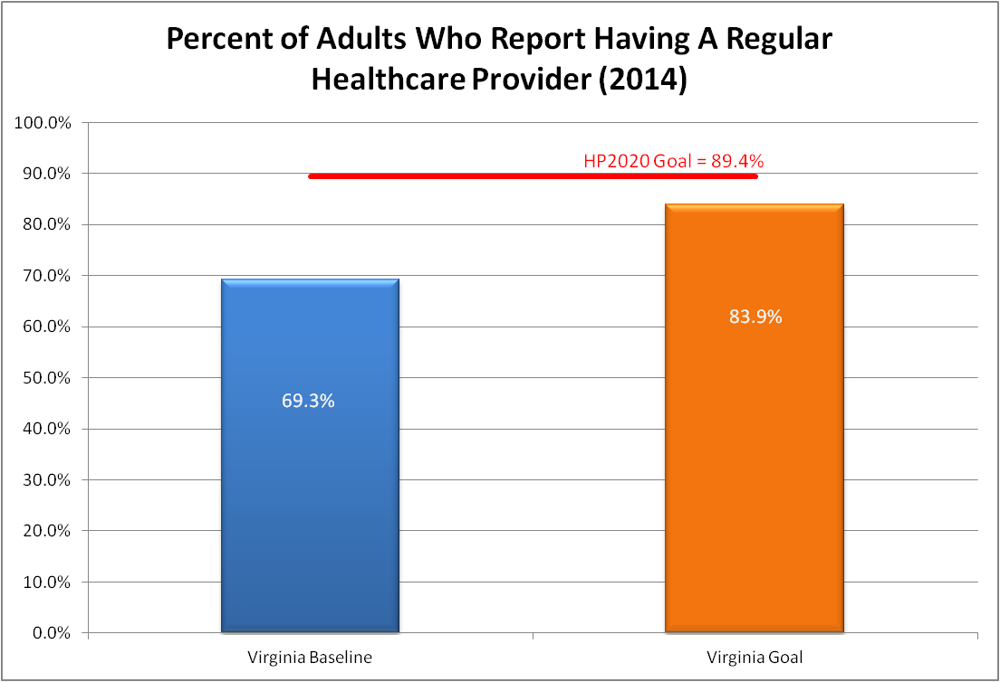 Percent of Adults Who Report Having A Regular
Healthcare Provider (2014)
100.0%
90.0%
80.0%
70.0%
60.0%
50.0%
40.0%
30.0%
20.0%
10.0%
0.0%
HP2020 Goal = 89.4%
69.3%
83.9%
Virginia Baseline
Virginia Goal